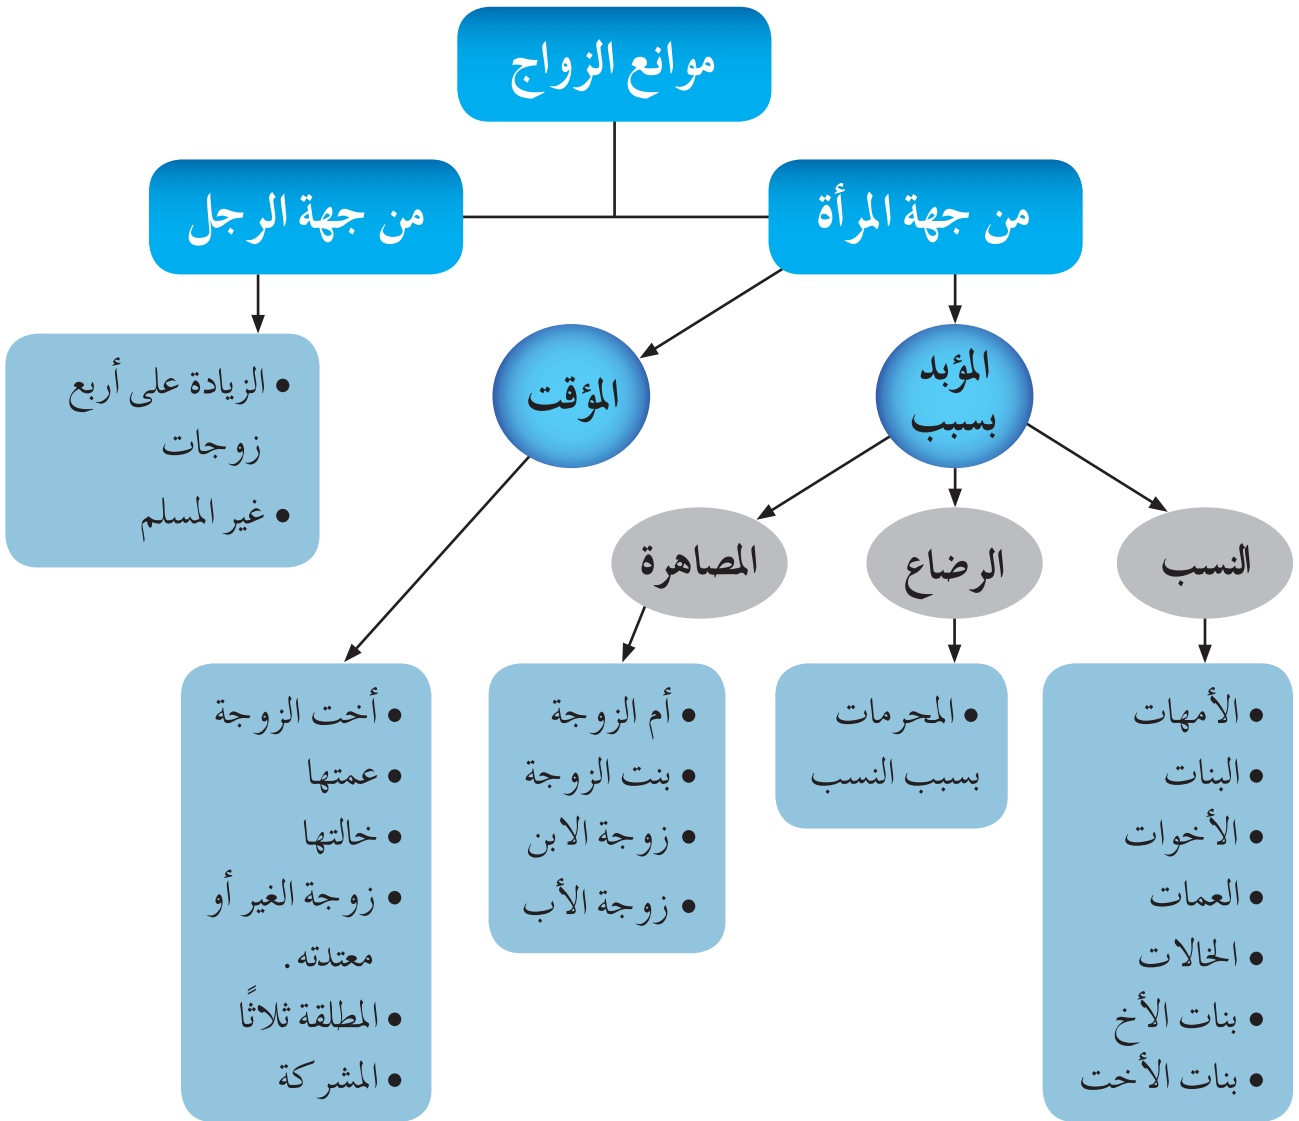 موانع الزواج
من جهة المرأة
من جهة الرجل
المؤبد
بسبب
المؤقت
• الزيادة على أربع
زوجات
• غير المسلم
النسب
الرضاع
المصاهرة
• الأمهات
• البنات
• الأخوات
• العمات
• الخالات
• بنات الأخ
• بنات الأخت
• المحرمات
بسبب النسب
• أم الزوجة
• بنت الزوجة
• زوجة الابن
• زوجة الأب
• أخت الزوجة
• عمتها
• خالتها
• زوجة الغير أو
معتدته.
• المطلقة ثلاثًا
• المشركة